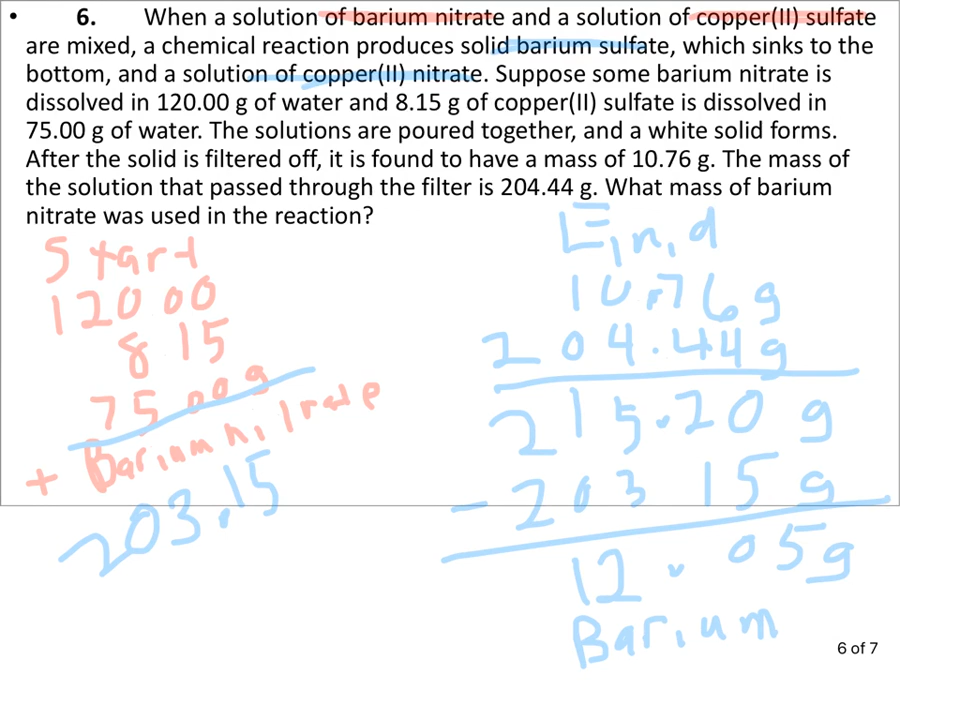 • 6. When a solution of barium nitrate and a solution of copper(II) sulfate
are mixed, a chemical reaction produces solid barium sulfate, which sinks to the
bottom, and a solution of copper(II) nitrate. Suppose some barium nitrate is
dissolved in 120.00 g of water and 8.15 g of copper(II) sulfate is dissolved in
75.00 g of water. The solutions are poured together, and a white solid forms.
After the solid is filtered off, it is found to have a mass of 10.76 g. The mass of
the solution that passed through the filter is 204.44 g. What mass of barium
nitrate was used in the reaction?
Start
120 00
8 15
75 00 g
+ Barium nitrate
203.15
End
10.76 g
204.44 g
215.20 g
- 203 15 g
12.05 g
Barium
6 of 7